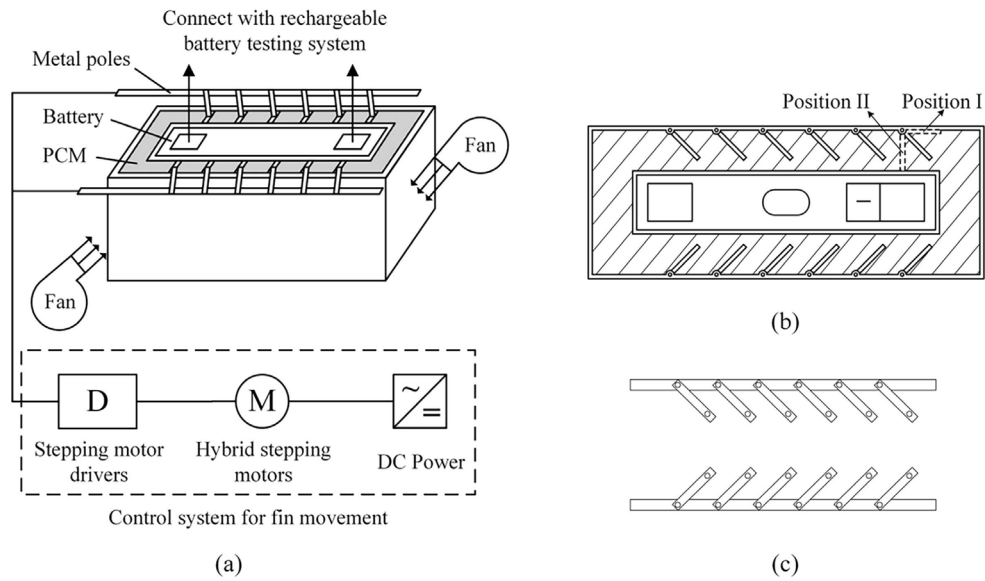 Connect with rechargeable
battery testing system
Metal poles
Battery
PCM
Fan
Fan
D
M
~
=
Stepping motor
drivers
Hybrid stepping
motors
DC Power
Control system for fin movement
(a)
Position II
Position I
−
(b)
(c)